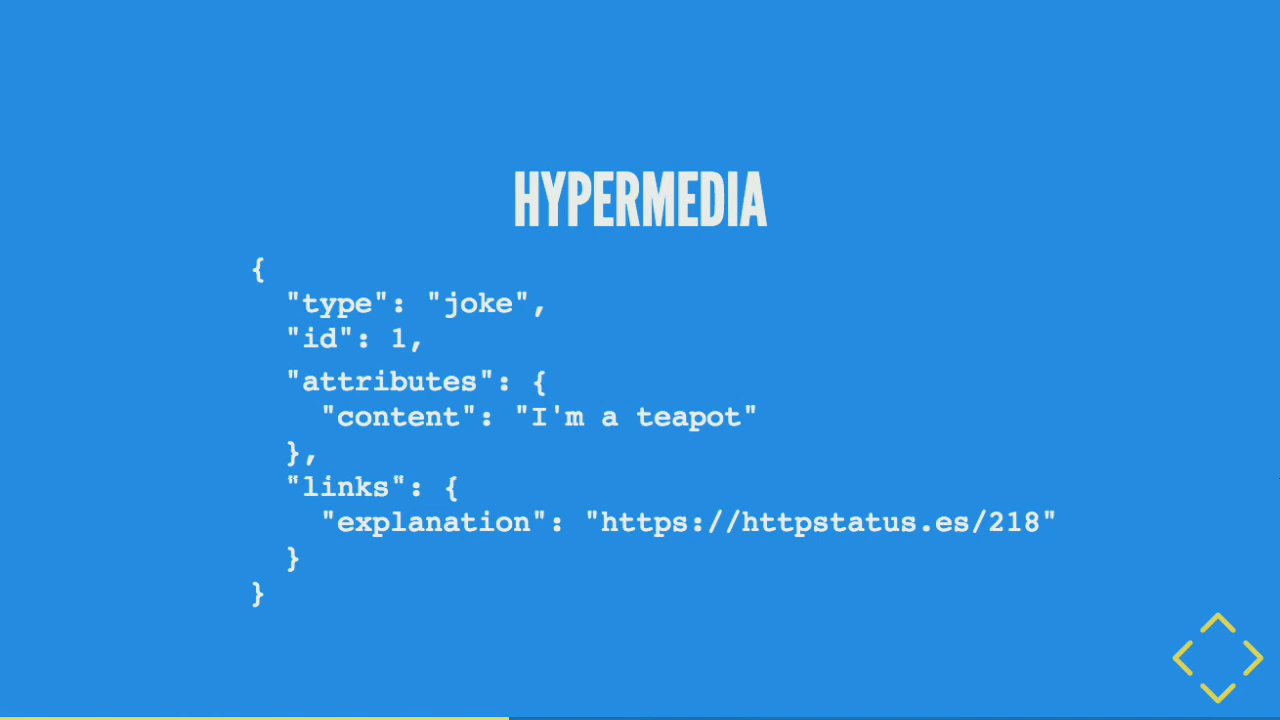 HYPERMEDIA
{
"type": "joke",
"id": 1,
"attributes": {
"content": "I'm a teapot"
},
"links": {
"explanation": "https://httpstatus.es/218"
}
}